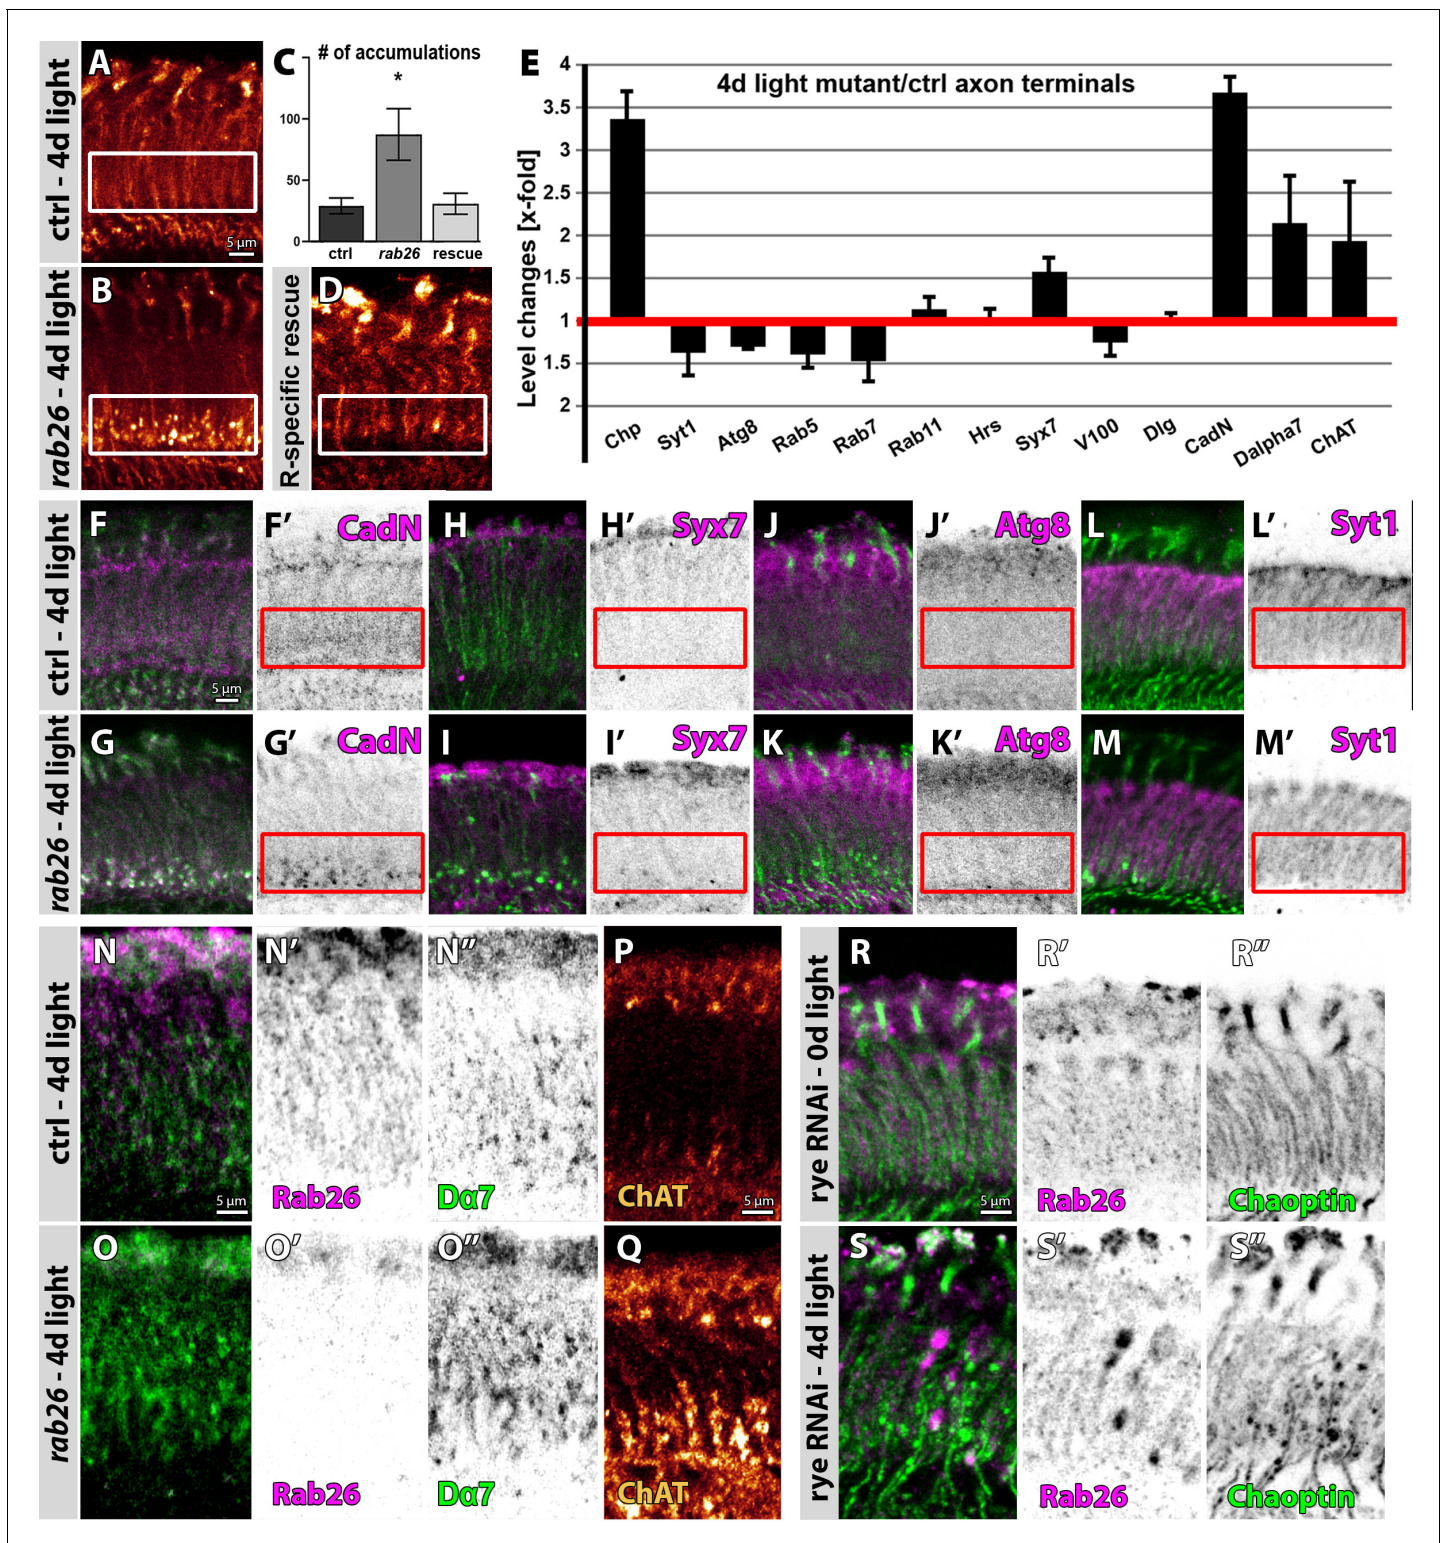 ctrl - 4d light
A
5 µm
rab26 - 4d light
B
C
# of accumulations
*
100
50
0
ctrl
rab26
rescue
R-specific rescue
D
E
4d light mutant/ctrl axon terminals
Level changes [x-fold]
4
3.5
3
2.5
2
1.5
1
1.5
2
Chp
Syt1
Atg8
Rab5
Rab7
Rab11
Hrs
Syx7
V100
Dlg
CadN
Dalpha7
ChAT
ctrl - 4d light
F
5 µm
F′
CadN
H
H′
Syx7
J
J′
Atg8
L
L′
Syt1
rab26 - 4d light
G
G′
CadN
I
I′
Syx7
K
K′
Atg8
M
M′
Syt1
ctrl - 4d light
N
5 µm
N′
Rab26
N″
Dα7
P
ChAT
5 µm
rye RNAi - 0d light
R
5 µm
R′
Rab26
R″
Chaoptin
rab26 - 4d light
O
O′
Rab26
O″
Dα7
Q
ChAT
rye RNAi - 4d light
S
S′
Rab26
S″
Chaoptin